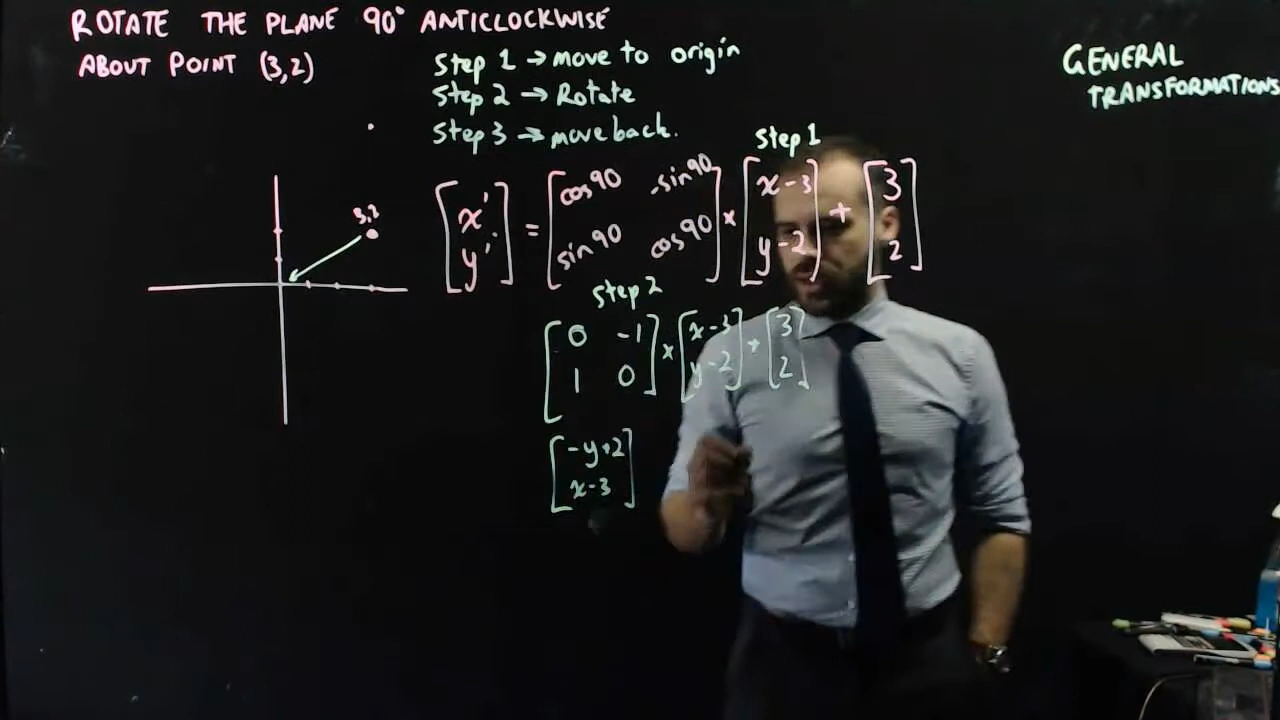 ROTATE THE PLANE 90° ANTICLOCKWISE
ABOUT POINT (3,2)
Step 1 → move to origin
Step 2 → Rotate
Step 3 → move back.
GENERAL
TRANSFORMATIONS
3,2
Step 1
[x' y'] = [cos90 -sin90 sin90 cos90] × [x-3 y-2] + [3 2]
Step 2
[0 -1 1 0] × [x-3 y-2] + [3 2]
[-y+2 x-3]